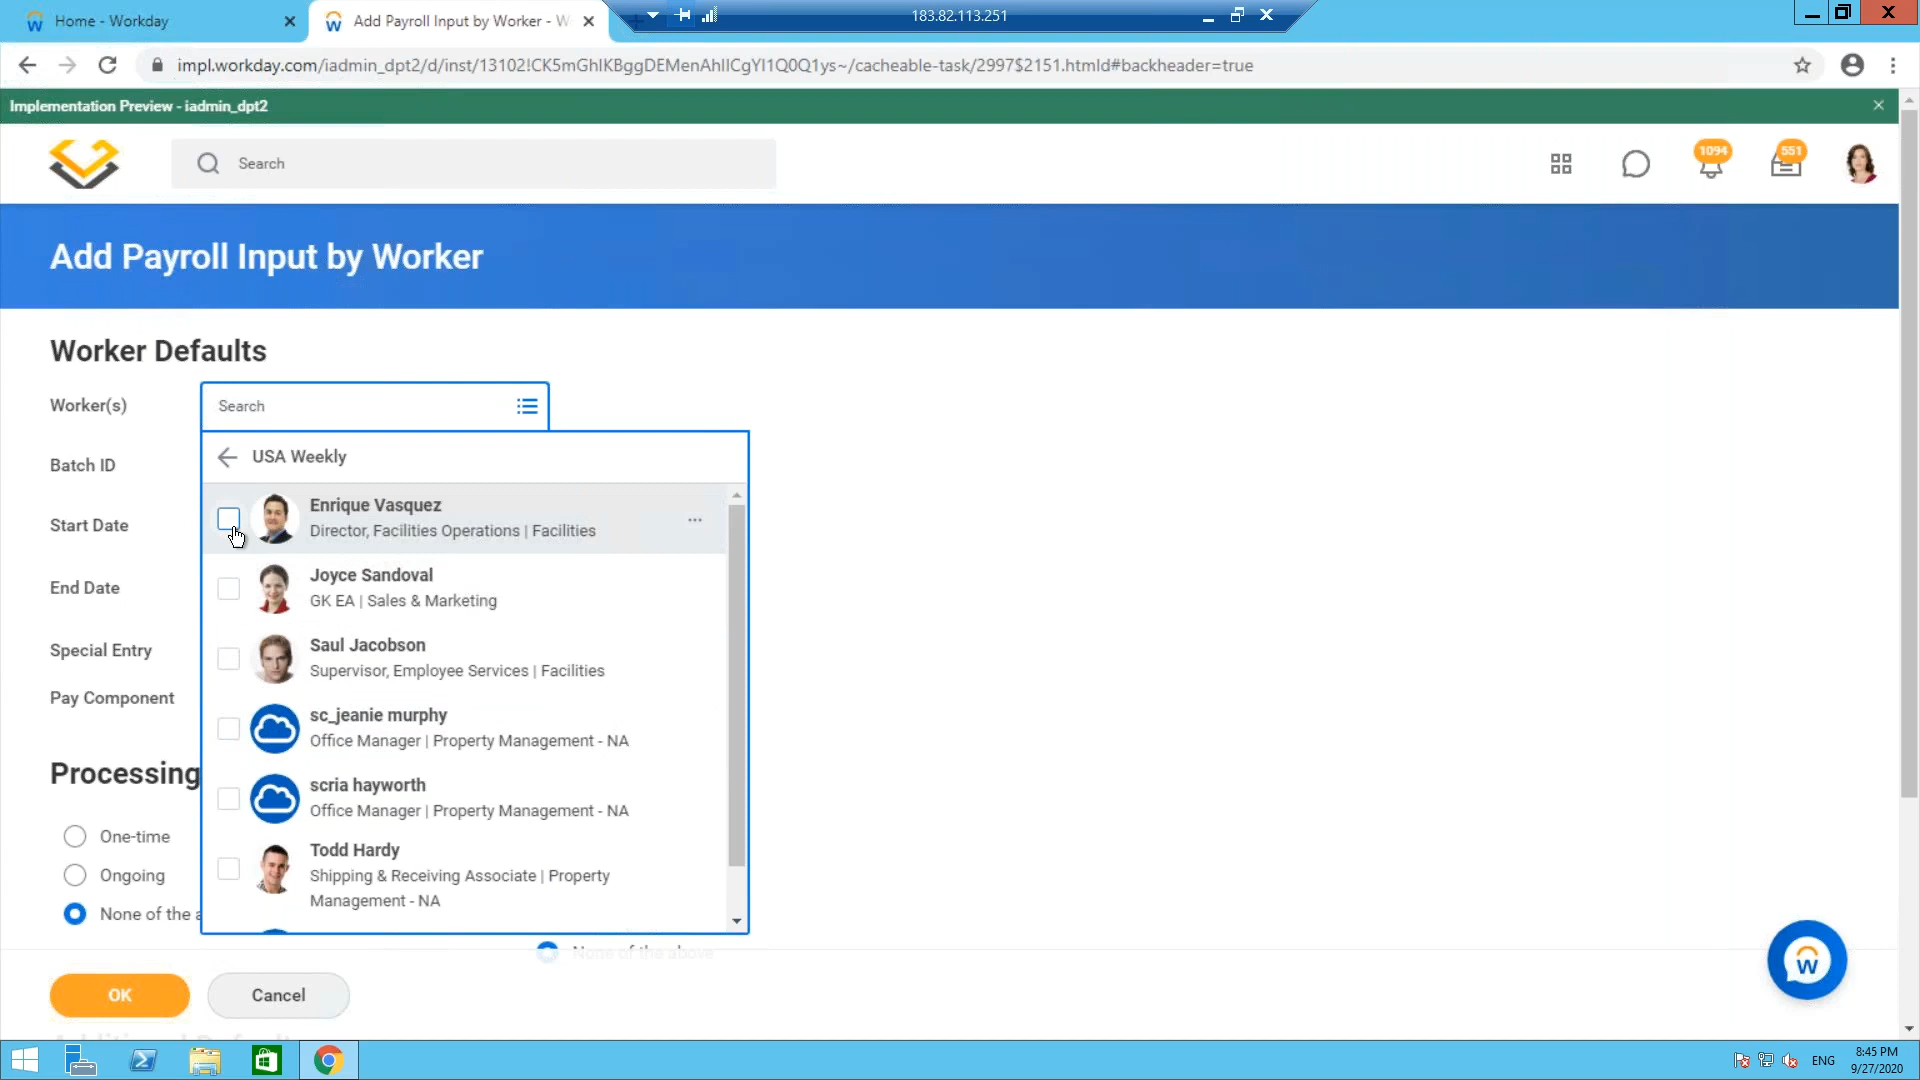 Home - Workday
Add Payroll Input by Worker - W
183.82.113.251
impl.workday.com/iadmin_dpt2/d/inst/13102!CK5mGhIKBggDEMenAhIICgYI1Q0Q1ys~/cacheable-task/2997$2151.htmld#backheader=true
Implementation Preview - iadmin_dpt2
Search
1094
551
Add Payroll Input by Worker
Worker Defaults
Worker(s)
Search
USA Weekly
Batch ID
Enrique Vasquez
Director, Facilities Operations | Facilities
Start Date
Joyce Sandoval
GK EA | Sales & Marketing
End Date
Saul Jacobson
Supervisor, Employee Services | Facilities
Special Entry
Pay Component
sc_jeanie murphy
Office Manager | Property Management - NA
Processing
scria hayworth
Office Manager | Property Management - NA
One-time
Todd Hardy
Shipping & Receiving Associate | Property
Management - NA
Ongoing
None of the a
None of the above
OK
Cancel
ENG
8:45 PM
9/27/2020